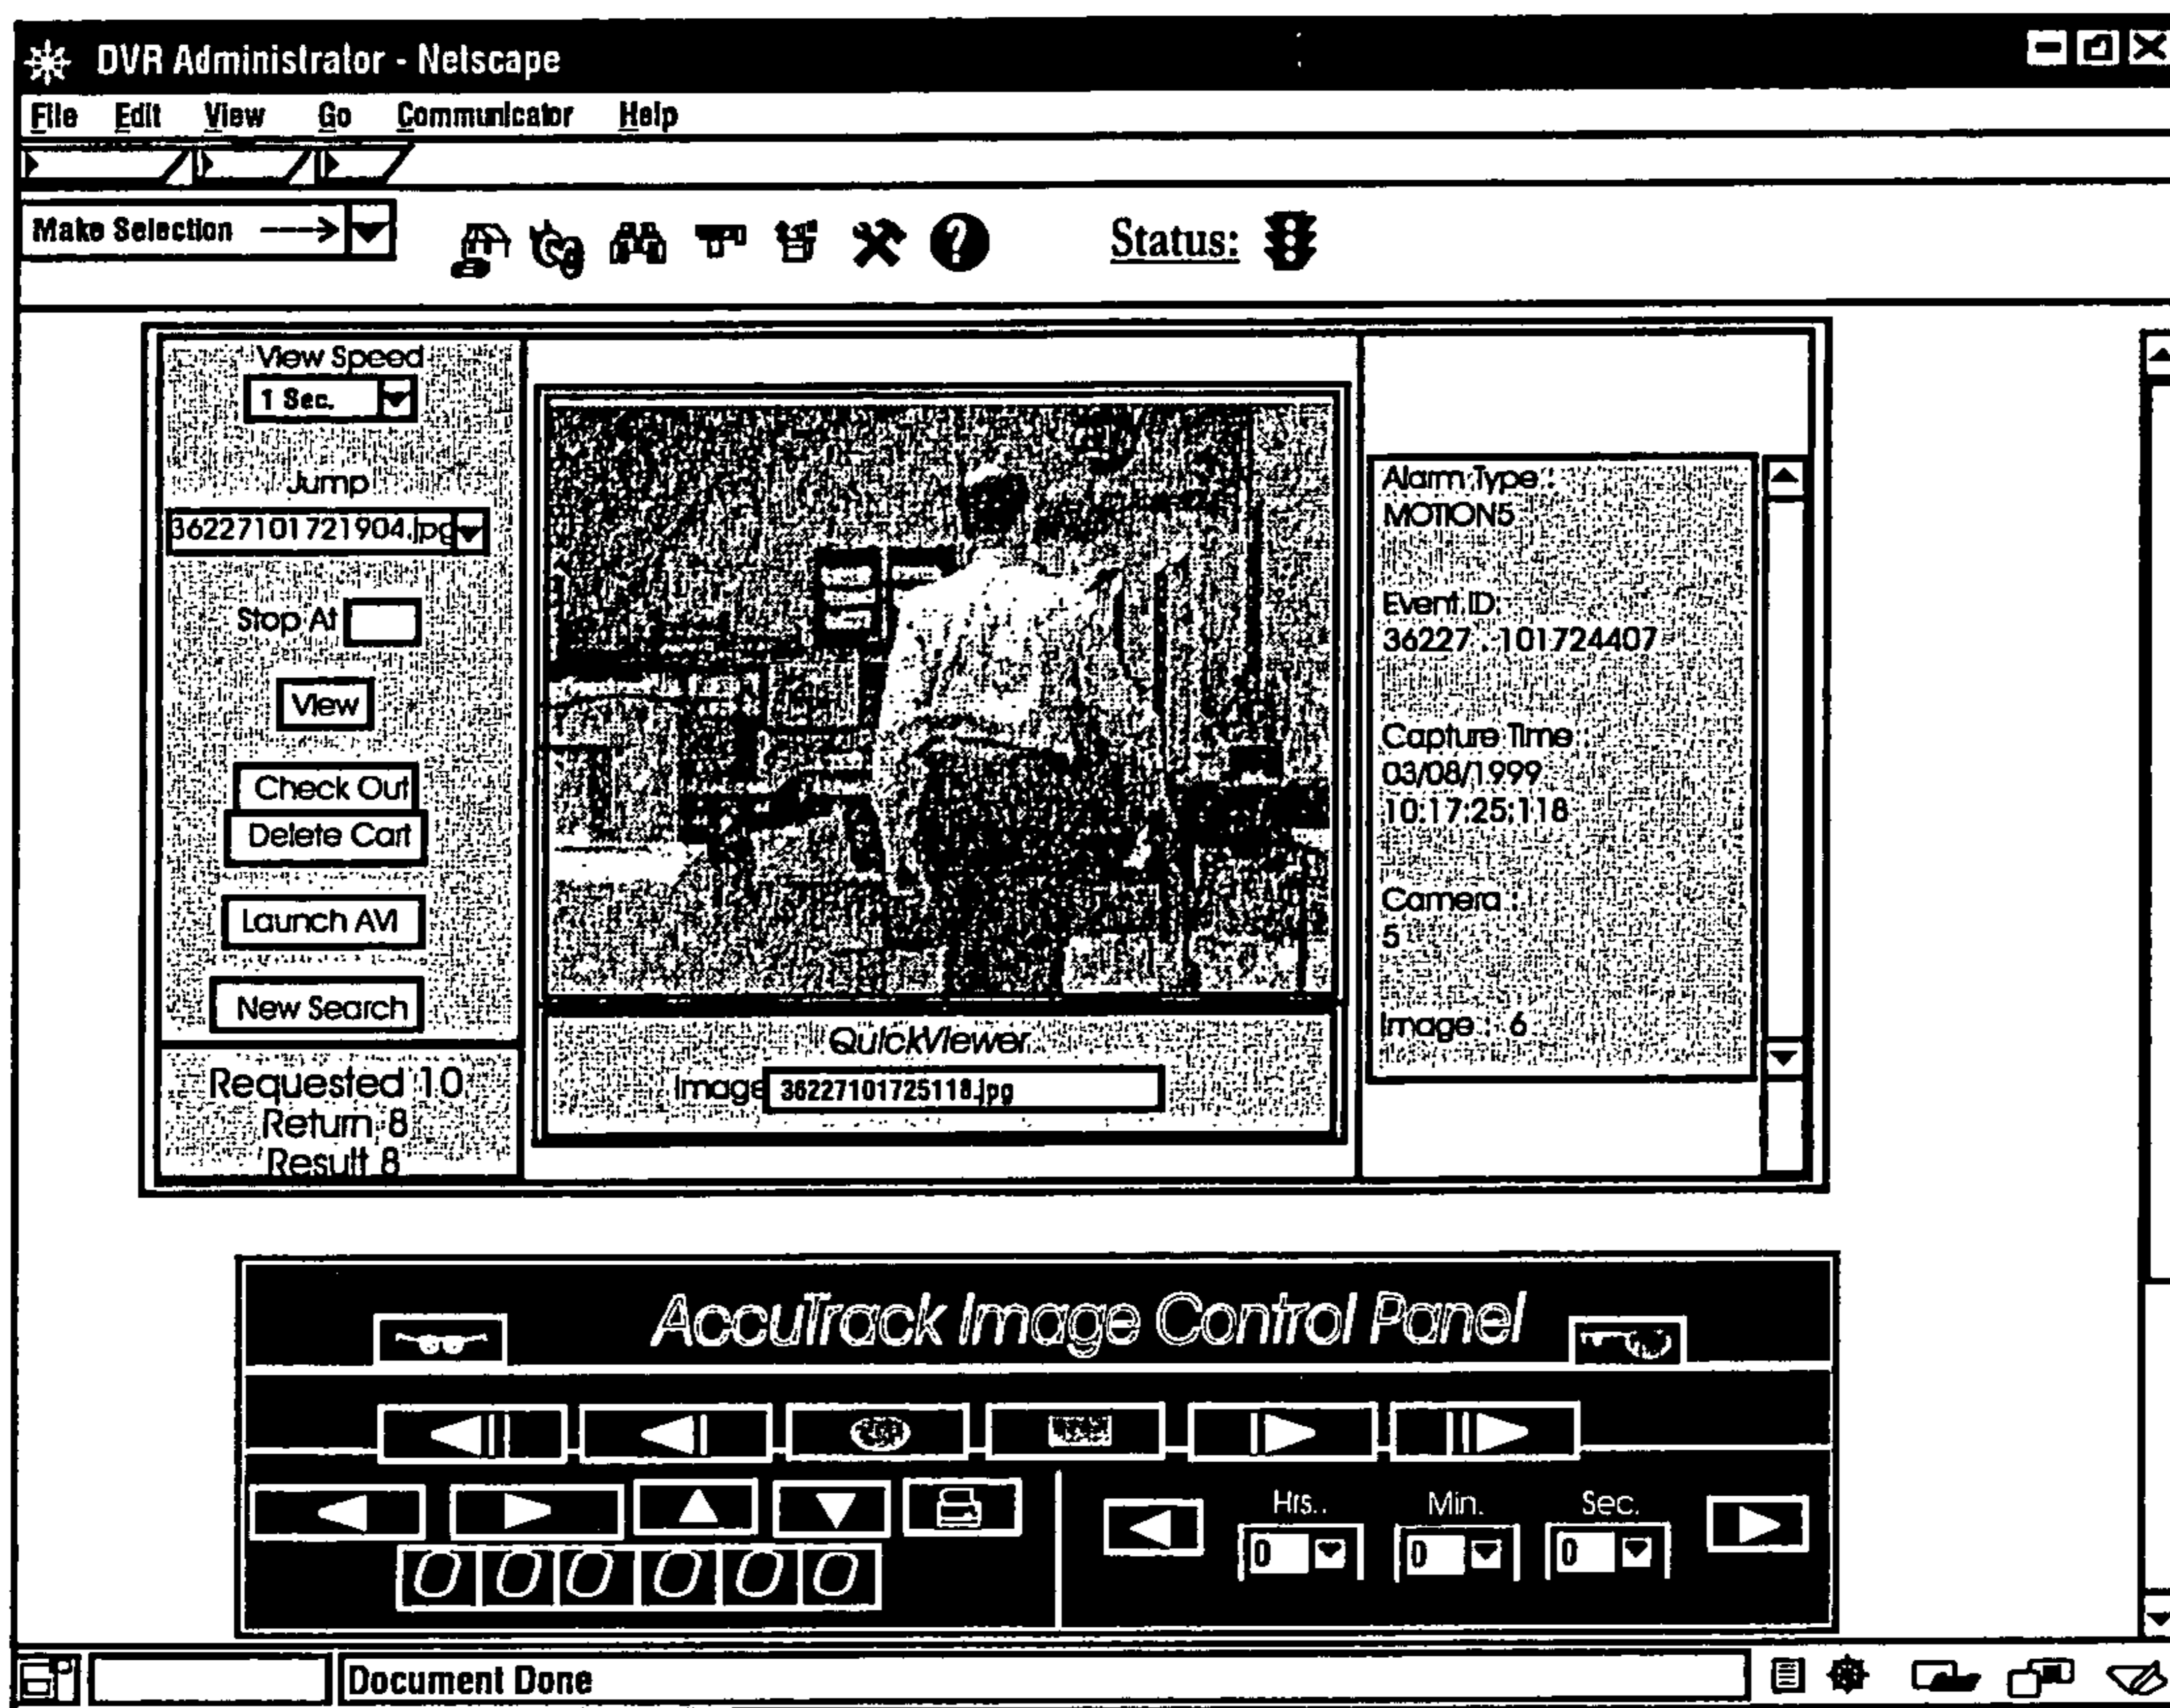 DVR Administrator - Netscape
File Edit View Go Communicator Help
Make Selection --->
Status:
View Speed
1 Sec.
Jump
36227101721904.jpg
Stop At
View
Check Out
Delete Cart
Launch AVI
New Search
Requested 10
Return 8
Result 8
QuickViewer
Image 36227101725118.jpg
Alarm Type :
MOTION5
Event ID:
36227 : 101724407
Capture Time :
03/08/1999
10:17:25:118
Camera :
5
Image : 6
AccuTrack Image Control Panel
Hrs. Min. Sec.
0 0 0 0 0 0
0 0 0
Document Done